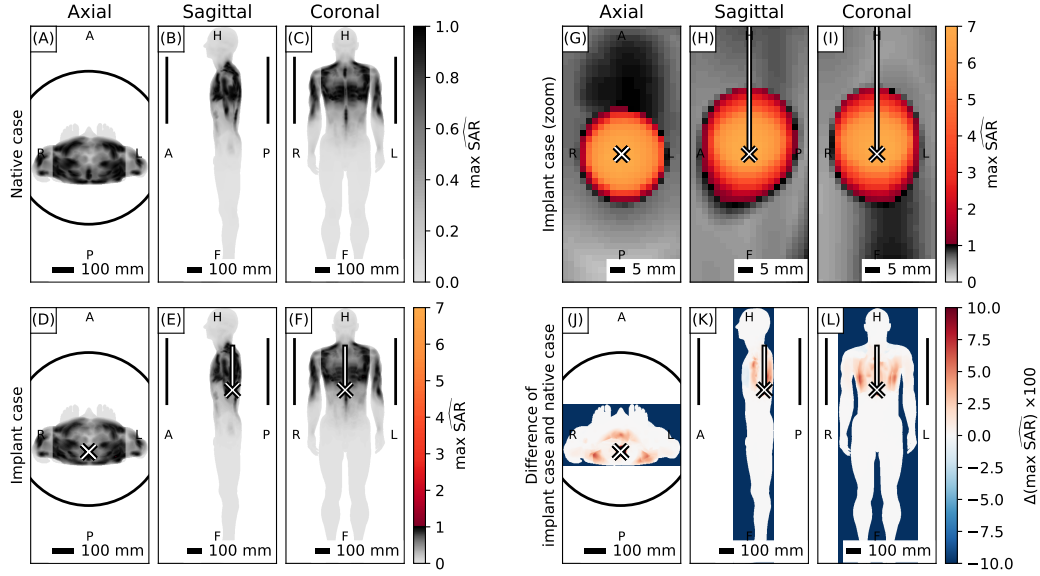 Axial Sagittal Coronal
(A) A (B) H (C) H
R L A P R L
P F F
100 mm 100 mm 100 mm
Native case
1.0
0.8
0.6
0.4
0.2
0.0
max SAR
Axial Sagittal Coronal
(G) A (H) H (I) H
R L A P R L
P F F
5 mm 5 mm 5 mm
Implant case (zoom)
7
6
5
4
3
2
1
0
max SAR
(D) A (E) H (F) H
R L A P R L
P F F
100 mm 100 mm 100 mm
Implant case
7
6
5
4
3
2
1
0
max SAR
(J) A (K) H (L) H
R L A P R L
P F F
100 mm 100 mm 100 mm
Difference of
implant case and native case
10.0
7.5
5.0
2.5
0.0
−2.5
−5.0
−7.5
−10.0
Δ(max SAR) ×100